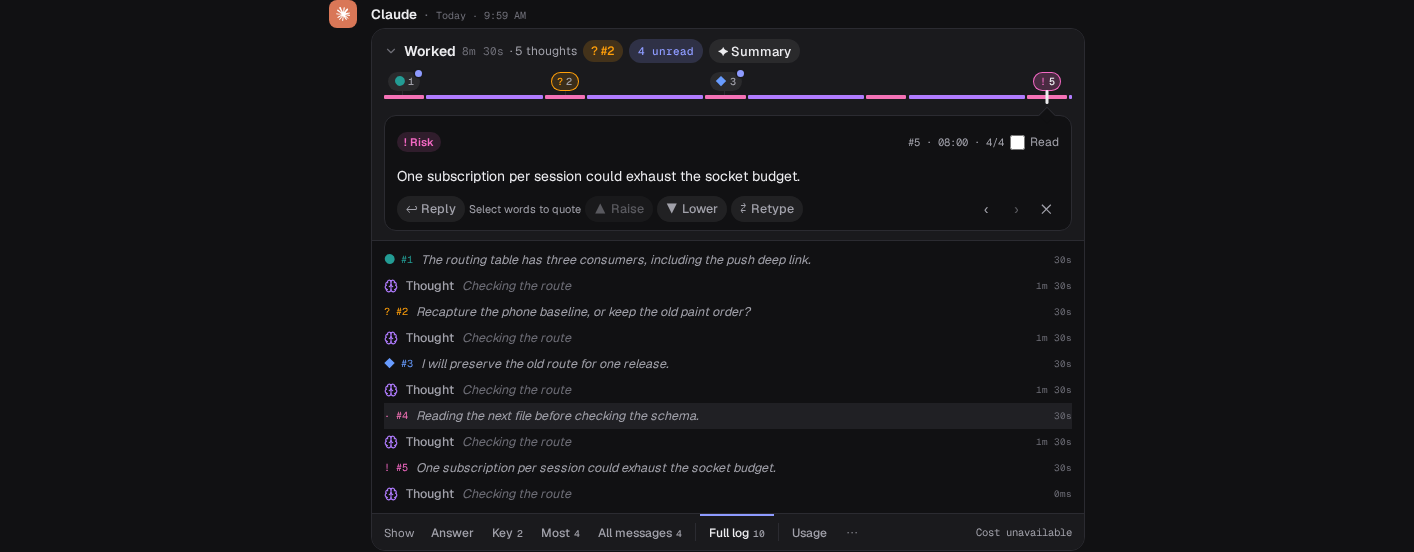 Claude · Today · 9:59 AM
Worked 8m 30s · 5 thoughts ? #2 4 unread ✦ Summary
1 ? 2 3 ! 5
! Risk #5 · 08:00 · 4/4 Read
One subscription per session could exhaust the socket budget.
↩ Reply Select words to quote ▲ Raise ▼ Lower ⇄ Retype ‹ › ✕
#1 The routing table has three consumers, including the push deep link. 30s
Thought Checking the route 1m 30s
? #2 Recapture the phone baseline, or keep the old paint order? 30s
Thought Checking the route 1m 30s
◆ #3 I will preserve the old route for one release. 30s
Thought Checking the route 1m 30s
· #4 Reading the next file before checking the schema. 30s
Thought Checking the route 1m 30s
! #5 One subscription per session could exhaust the socket budget. 30s
Thought Checking the route 0ms
Show Answer Key 2 Most 4 All messages 4 Full log 10 Usage ··· Cost unavailable